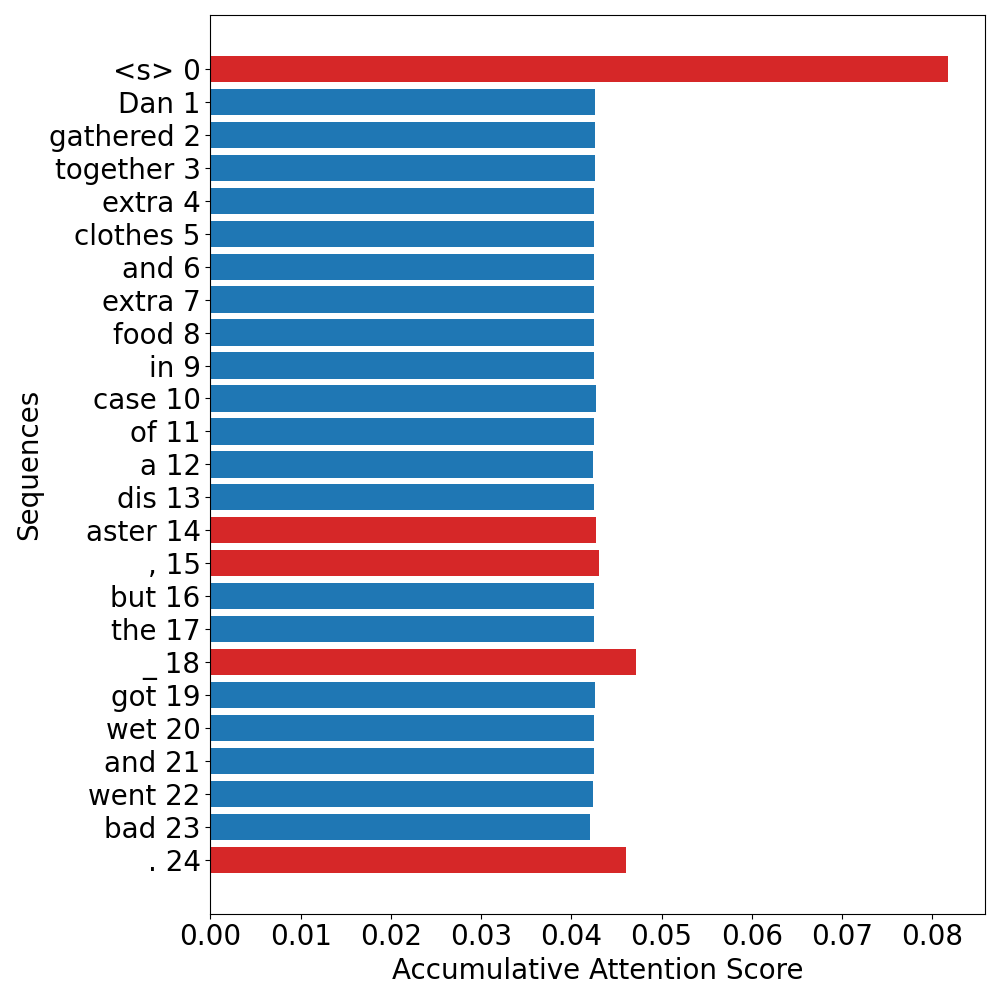 <s> 0
Dan 1
gathered 2
together 3
extra 4
clothes 5
and 6
extra 7
food 8
in 9
case 10
of 11
a 12
dis 13
aster 14
, 15
but 16
the 17
_ 18
got 19
wet 20
and 21
went 22
bad 23
. 24
Sequences
0.00 0.01 0.02 0.03 0.04 0.05 0.06 0.07 0.08
Accumulative Attention Score